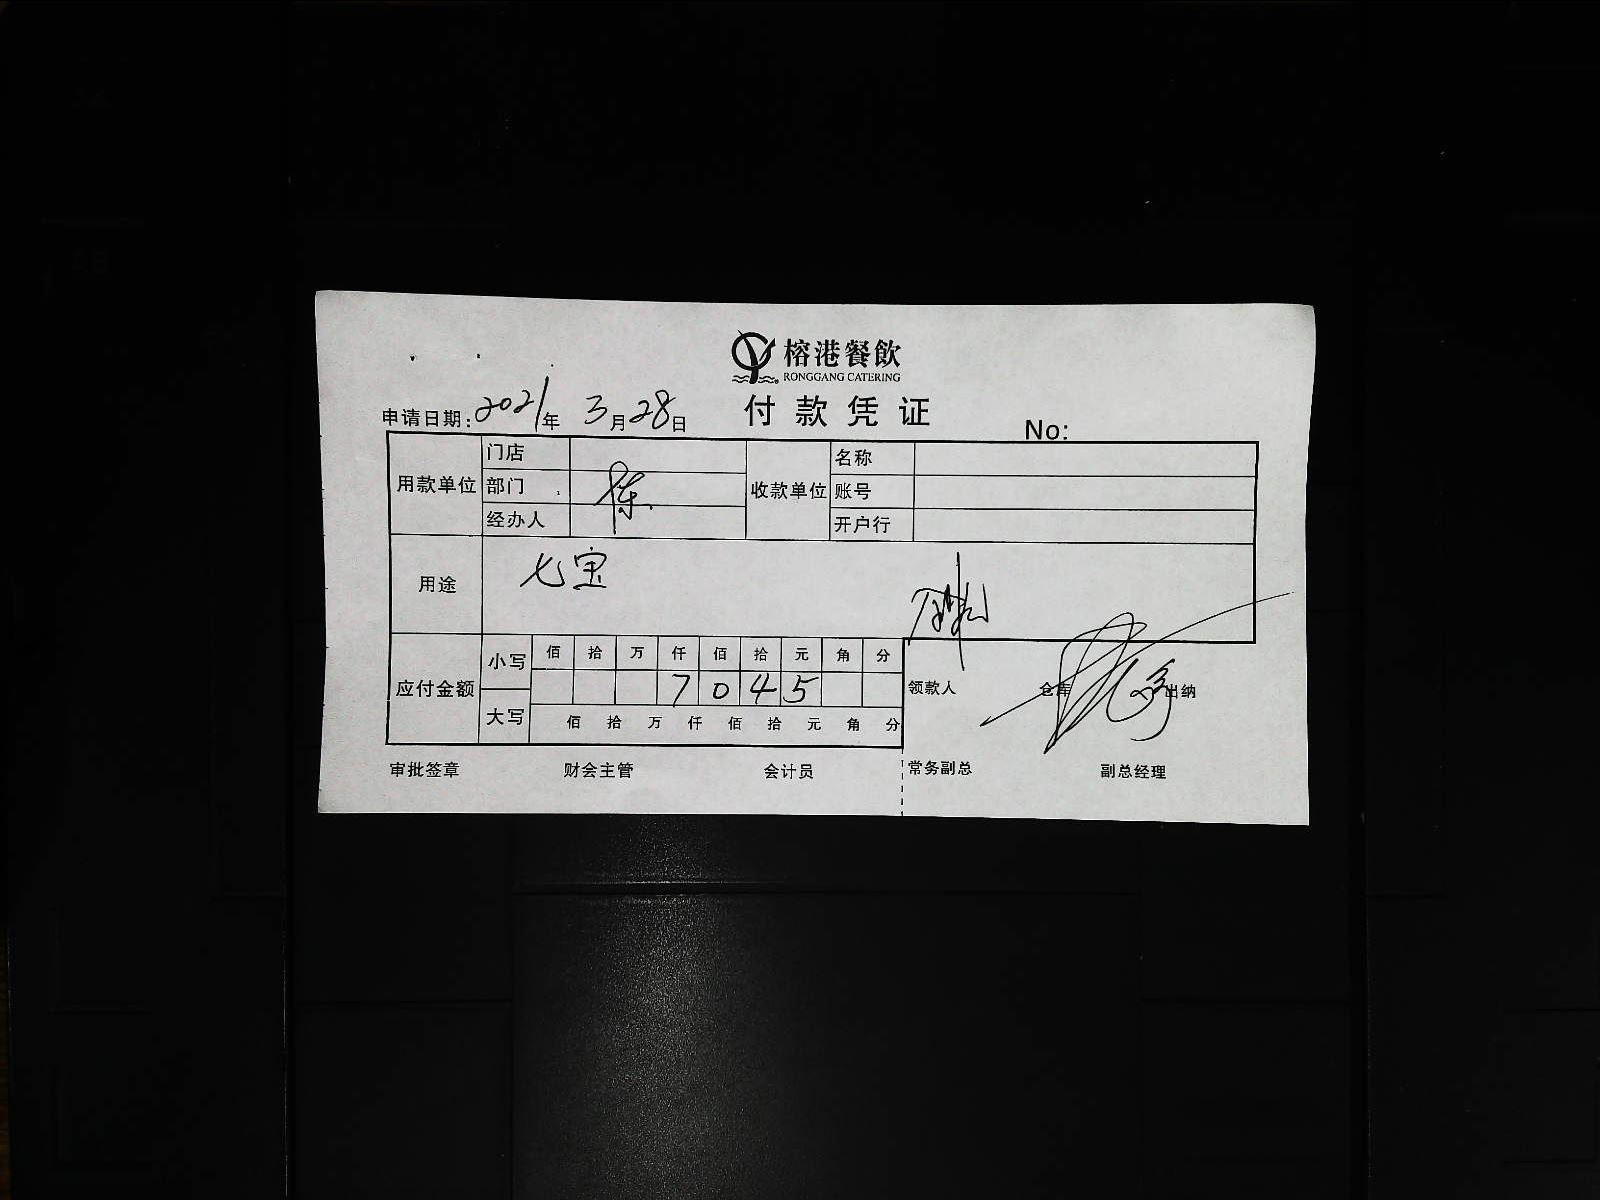 榕港餐飲
RONGGANG CATERING
付款凭证
申请日期: 2021年 3月28日
No:
用款单位 门店 收款单位 名称
部门 陈 账号
经办人 开户行
用途 七宝
应付金额 小写 佰 拾 万 仟 佰 拾 元 角 分
7 0 4 5
领款人 仓库 出纳
大写 佰 拾 万 仟 佰 拾 元 角 分
审批签章 财会主管 会计员 常务副总 副总经理